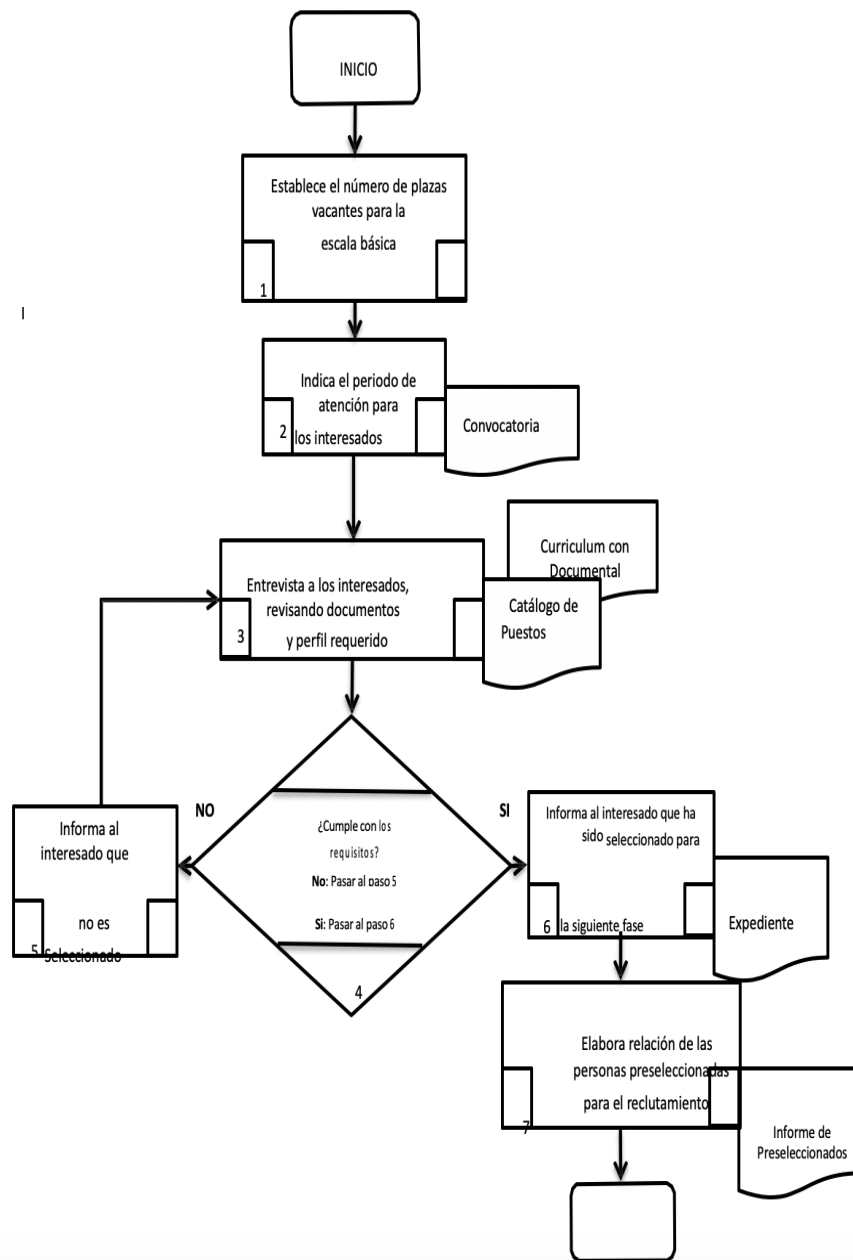 INICIO
Establece el número de plazas
vacantes para la
escala básica
1
I
Indica el periodo de
atención para
los interesados
2
Convocatoria
Curriculum con
Documental
Entrevista a los interesados,
revisando documentos
y perfil requerido
3
Catálogo de
Puestos
NO
SI
Informa al
interesado que
no es
5 Seleccionado
¿Cumple con los
requisitos?
No: Pasar al paso 5
Si: Pasar al paso 6
4
Informa al interesado que ha
sido seleccionado para
6 la siguiente fase
Expediente
Elabora relación de las
personas preseleccionadas
para el reclutamiento
7
Informe de
Preseleccionados